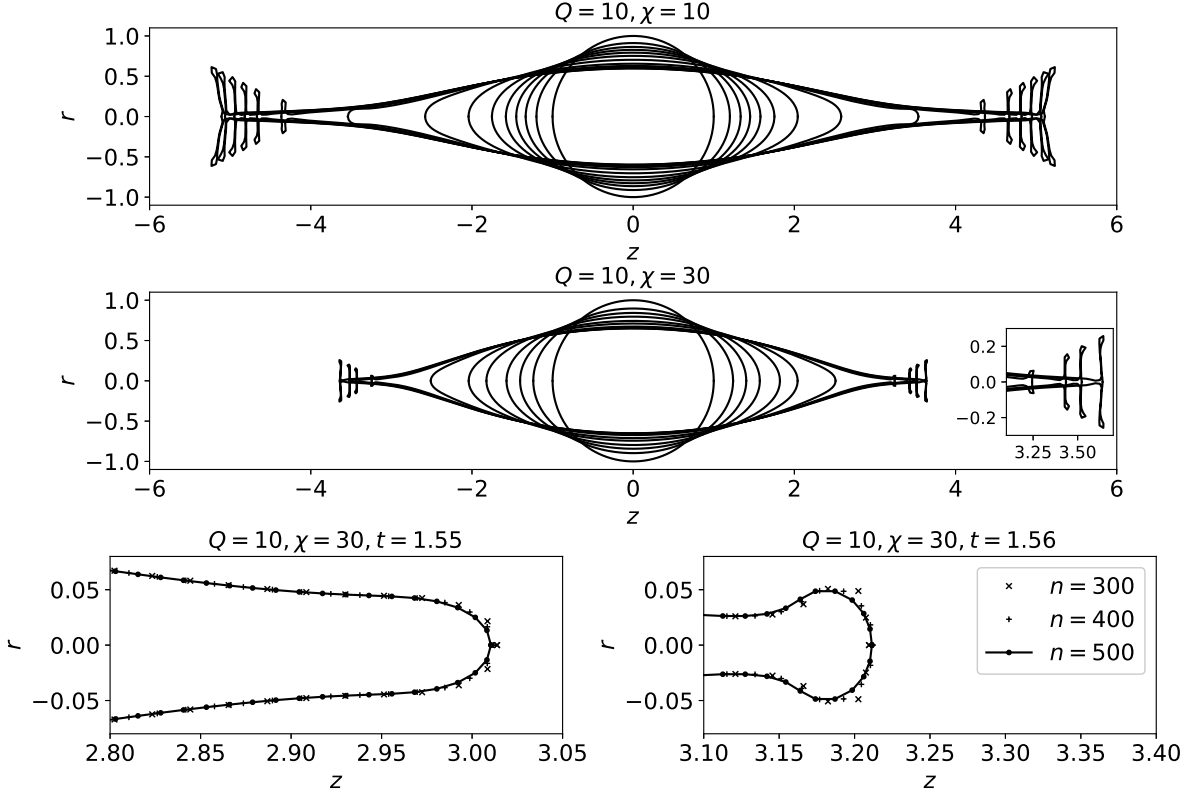 Q = 10, χ = 10
1.0
0.5
0.0
−0.5
−1.0
r
−6 −4 −2 0 2 4 6
z
Q = 10, χ = 30
1.0
0.5
0.0
−0.5
−1.0
r
0.2
0.0
−0.2
3.25 3.50
−6 −4 −2 0 2 4 6
z
Q = 10, χ = 30, t = 1.55
0.05
0.00
−0.05
r
2.80 2.85 2.90 2.95 3.00 3.05
z
Q = 10, χ = 30, t = 1.56
0.05
0.00
−0.05
r
n = 300
n = 400
n = 500
3.10 3.15 3.20 3.25 3.30 3.35 3.40
z